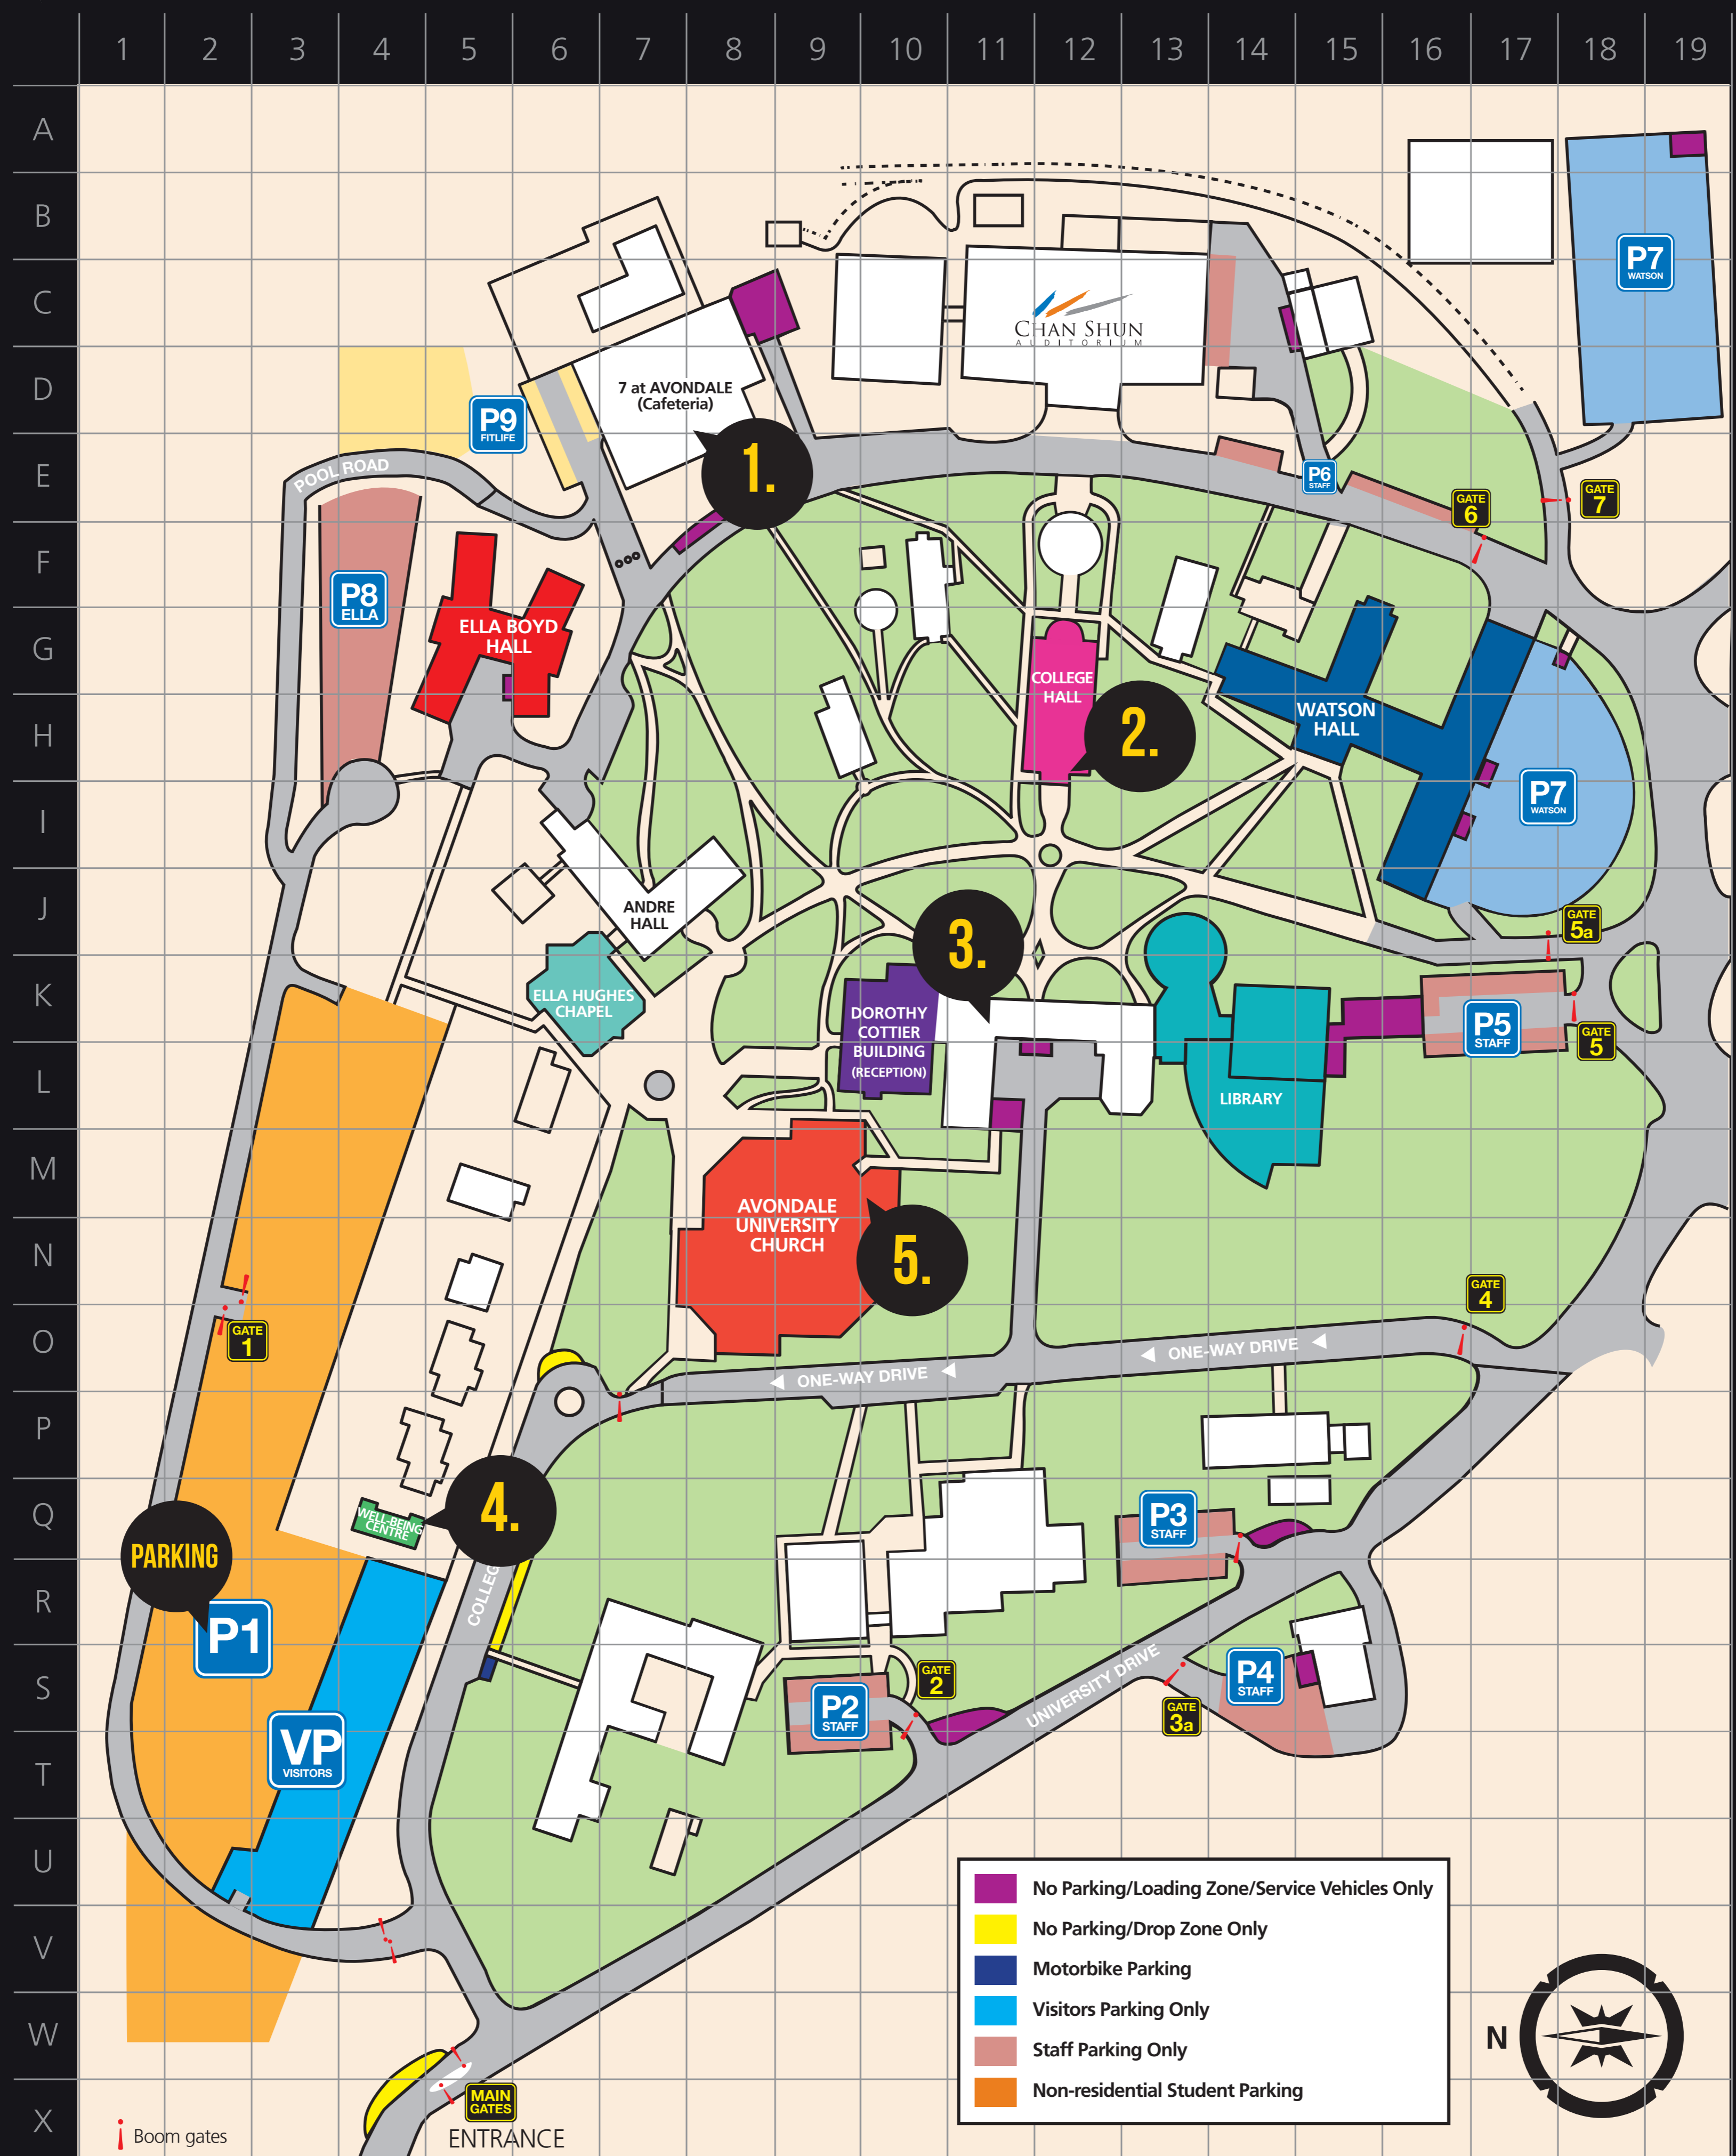 1 2 3 4 5 6 7 8 9 10 11 12 13 14 15 16 17 18 19
A
B
C
D
E
F
G
H
I
J
K
L
M
N
O
P
Q
R
S
T
U
V
W
X
P7
WATSON
CHAN SHUN
AUDITORIUM
7 at AVONDALE
(Cafeteria)
P9
FITLIFE
1.
POOL ROAD
P6
STAFF
GATE
6
GATE
7
P8
ELLA
ELLA BOYD
HALL
COLLEGE
HALL
2.
WATSON
HALL
P7
WATSON
ANDRE
HALL
3.
GATE
5a
ELLA HUGHES
CHAPEL
DOROTHY
COTTIER
BUILDING
(RECEPTION)
P5
STAFF
GATE
5
LIBRARY
AVONDALE
UNIVERSITY
CHURCH
5.
GATE
4
GATE
1
ONE-WAY DRIVE
ONE-WAY DRIVE
4.
WELL-BEING
CENTRE
P3
STAFF
PARKING
P1
COLLEG
UNIVERSITY DRIVE
GATE
2
P2
STAFF
P4
STAFF
GATE
3a
VP
VISITORS
No Parking/Loading Zone/Service Vehicles Only
No Parking/Drop Zone Only
Motorbike Parking
Visitors Parking Only
Staff Parking Only
Non-residential Student Parking
N
MAIN
GATES
Boom gates
ENTRANCE